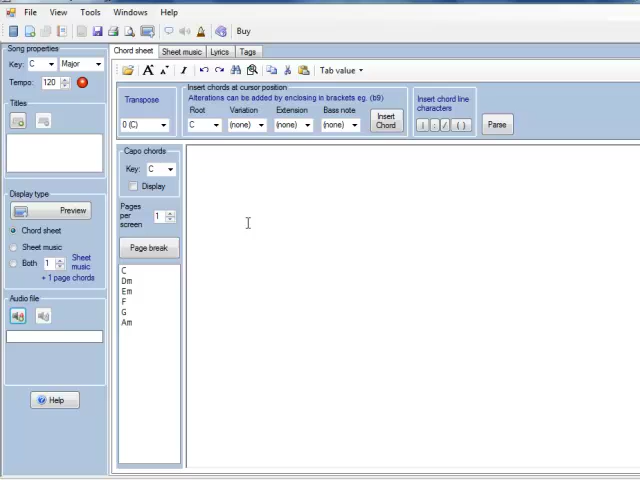 File View Tools Windows Help
Buy
Song properties
Key: C Major
Tempo: 120
Titles
Display type
Preview
Chord sheet
Sheet music
Both 1 Sheet music
+ 1 page chords
Audio file
Help
Chord sheet Sheet music Lyrics Tags
A A I Tab value
Transpose
0 (C)
Insert chords at cursor position
Alterations can be added by enclosing in brackets eg. (b9)
Root Variation Extension Bass note
C (none) (none) (none)
Insert Chord
Insert chord line characters
| : / ( )
Parse
Capo chords
Key: C
Display
Pages per screen 1
Page break
C
Dm
Em
F
G
Am